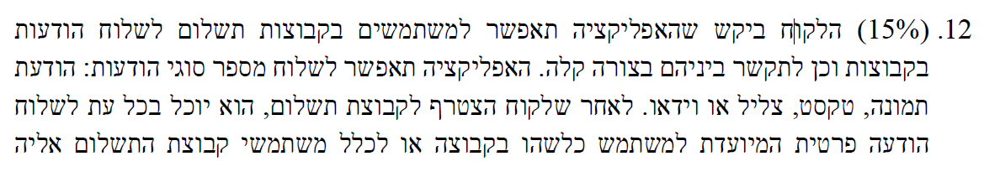 12. (15%) הלקוח ביקש שהאפליקציה תאפשר למשתמשים בקבוצות תשלום לשלוח הודעות
בקבוצות וכן לתקשר ביניהם בצורה קלה. האפליקציה תאפשר לשלוח מספר סוגי הודעות: הודעת
תמונה, טקסט, צליל או וידאו. לאחר שלקוח הצטרף לקבוצת תשלום, הוא יוכל בכל עת לשלוח
הודעה פרטית המיועדת למשתמש כלשהו בקבוצה או לכלל משתמשי קבוצת התשלום אליה